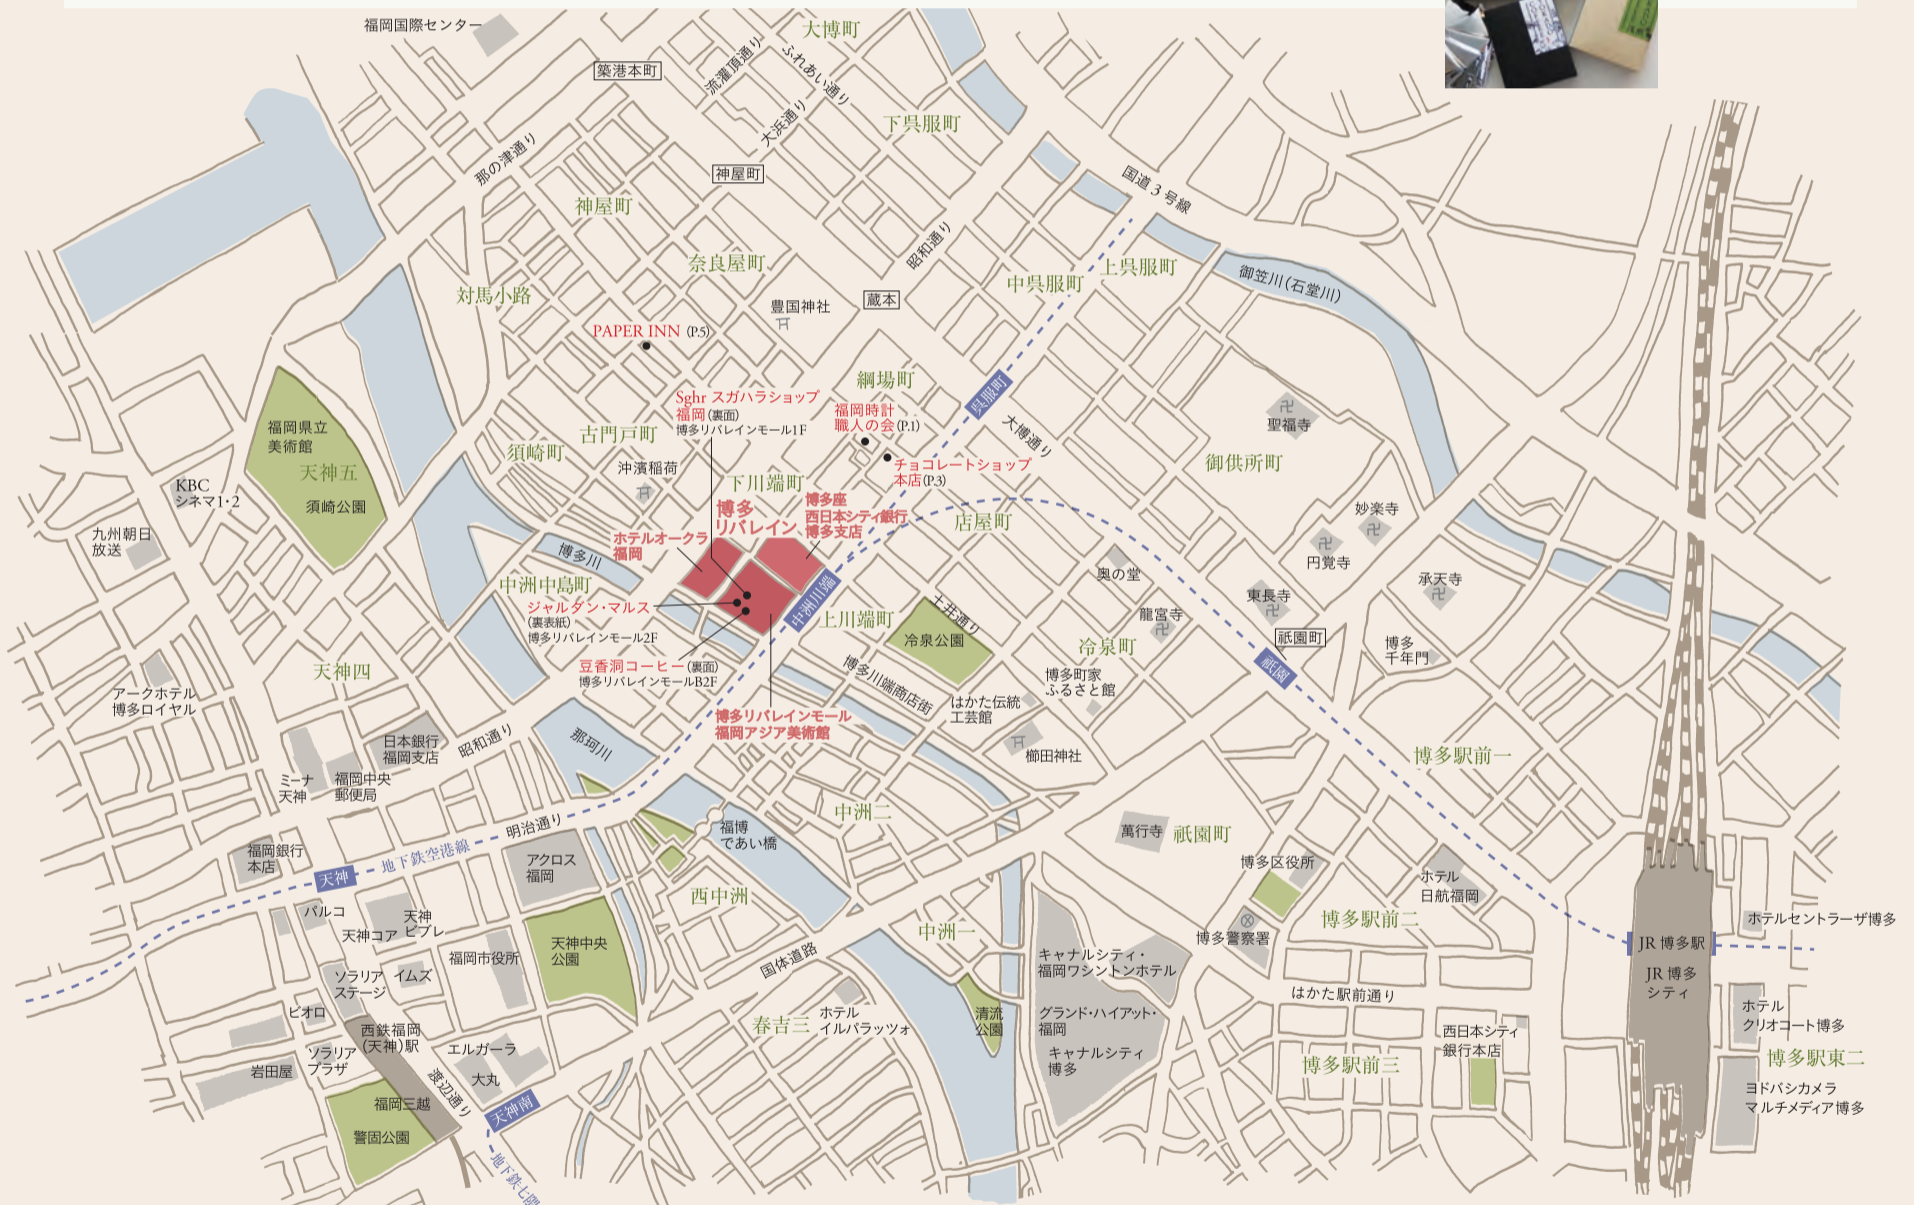 福岡国際センター
大博町
築港本町
流灌頂通り
ふれあい通り
大浜通り
下呉服町
那の津通り
神屋町
国道3号線
神屋町
昭和通り
奈良屋町
上呉服町
中呉服町
御笠川(石堂川)
対馬小路
豊国神社
蔵本
PAPER INN (P.5)
綱場町
呉服町
Sghr スガハラショップ
福岡(裏面)
博多リバレインモール1F
福岡時計
職人の会(P.1)
聖福寺
大博通り
福岡県立
美術館
天神五
須崎公園
古門戸町
須崎町
沖濱稲荷
御供所町
チョコレートショップ
本店(P.3)
下川端町
KBC
シネマ1・2
博多
リバレイン
博多座
西日本シティ銀行
博多支店
店屋町
妙楽寺
九州朝日
放送
ホテルオークラ
福岡
博多川
円覚寺
奥の堂
承天寺
中洲中島町
中洲川端
東長寺
ジャルダン・マルス
(裏表紙)
博多リバレインモール2F
上川端町
土井通り
冷泉公園
龍宮寺
冷泉町
祇園町
祇園
博多
千年門
豆香洞コーヒー(裏面)
博多リバレインモールB2F
天神四
博多川端商店街
博多町家
ふるさと館
アークホテル
博多ロイヤル
はかた伝統
工芸館
博多リバレインモール
福岡アジア美術館
日本銀行
福岡支店
昭和通り
那珂川
櫛田神社
博多駅前一
ミーナ
天神
福岡中央
郵便局
中洲二
福博
であい橋
明治通り
萬行寺
祇園町
福岡銀行
本店
地下鉄空港線
天神
アクロス
福岡
博多区役所
ホテル
日航福岡
西中洲
パルコ
天神コア
天神
ビブレ
中洲一
博多駅前二
ホテルセントラーザ博多
博多警察署
JR 博多駅
JR 博多
シティ
福岡市役所
天神中央
公園
国体道路
キャナルシティ・
福岡ワシントンホテル
ソラリア
ステージ
イムズ
はかた駅前通り
ビオロ
ホテル
イルパラッツォ
春吉三
清流
公園
グランド・ハイアット・
福岡
キャナルシティ
博多
ホテル
クリオコート博多
西鉄福岡
(天神)駅
西日本シティ
銀行本店
ソラリア
プラザ
エルガーラ
岩田屋
大丸
博多駅前三
博多駅東二
渡辺通り
福岡三越
天神南
ヨドバシカメラ
マルチメディア博多
警固公園
地下鉄七隈